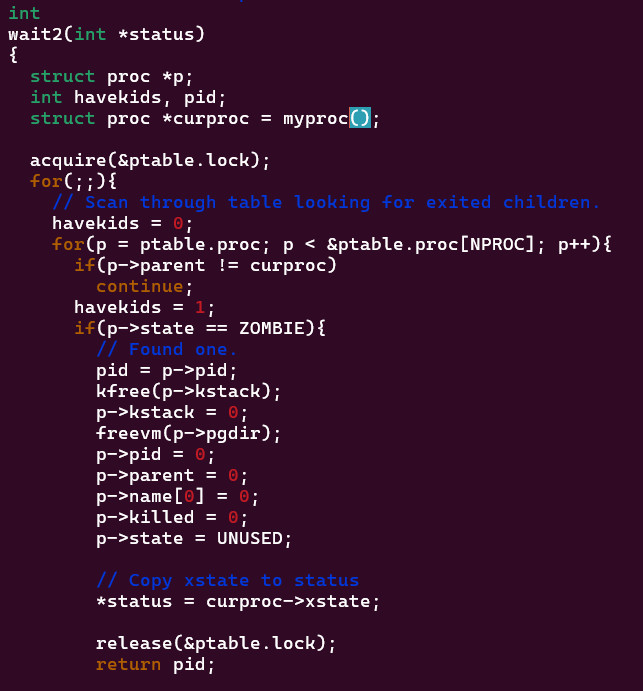 int
wait2(int *status)
{
  struct proc *p;
  int havekids, pid;
  struct proc *curproc = myproc();

  acquire(&ptable.lock);
  for(;;){
    // Scan through table looking for exited children.
    havekids = 0;
    for(p = ptable.proc; p < &ptable.proc[NPROC]; p++){
      if(p->parent != curproc)
        continue;
      havekids = 1;
      if(p->state == ZOMBIE){
        // Found one.
        pid = p->pid;
        kfree(p->kstack);
        p->kstack = 0;
        freevm(p->pgdir);
        p->pid = 0;
        p->parent = 0;
        p->name[0] = 0;
        p->killed = 0;
        p->state = UNUSED;

        // Copy xstate to status
        *status = curproc->xstate;

        release(&ptable.lock);
        return pid;